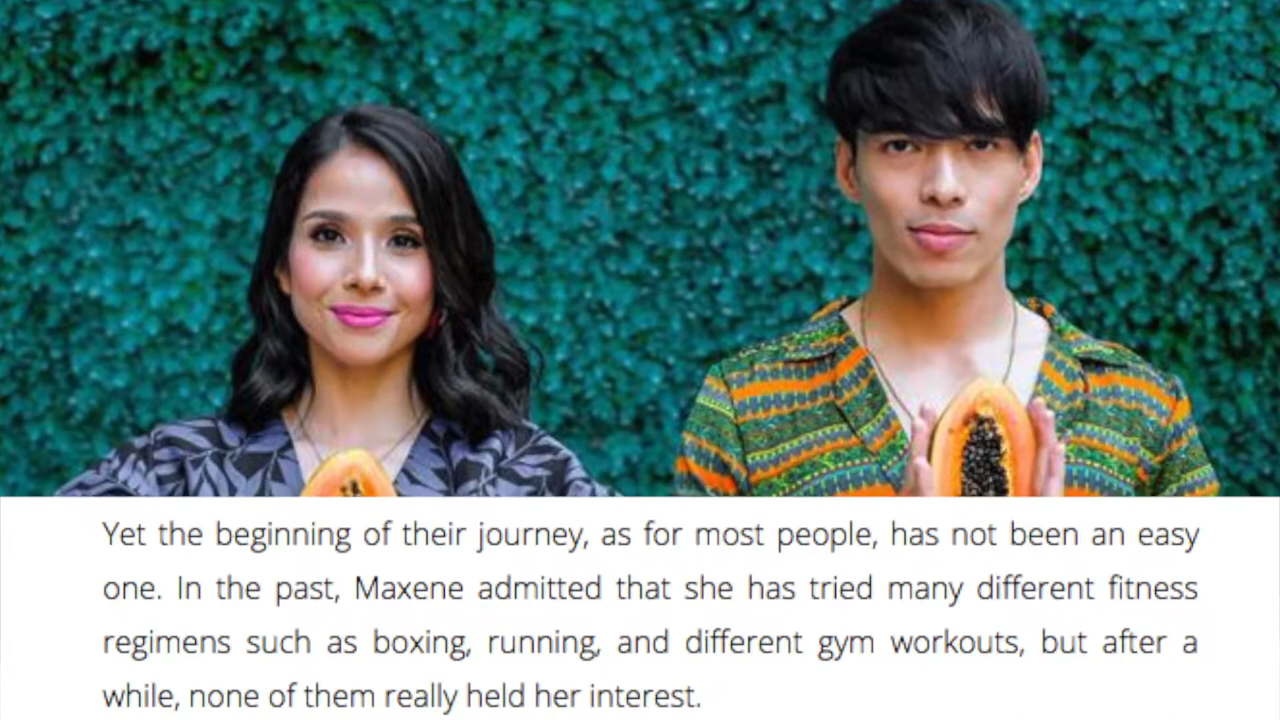 Yet the beginning of their journey, as for most people, has not been an easy
one. In the past, Maxene admitted that she has tried many different fitness
regimens such as boxing, running, and different gym workouts, but after a
while, none of them really held her interest.